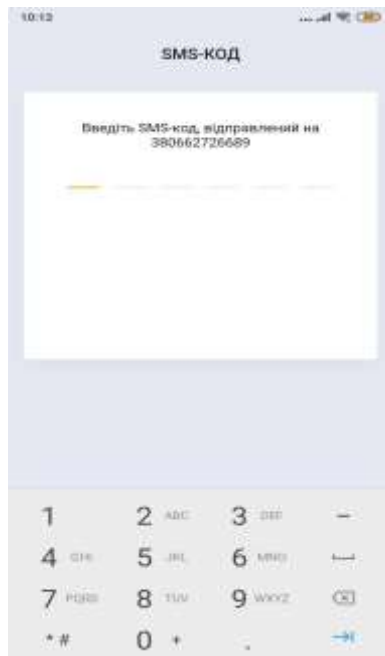 10:13
SMS-КОД
Введіть SMS-код, відправлений на
380662726689
1 2 ABC 3 DEF –
4 GHI 5 JKL 6 MNO
7 PQRS 8 TUV 9 WXYZ
* # 0 + .